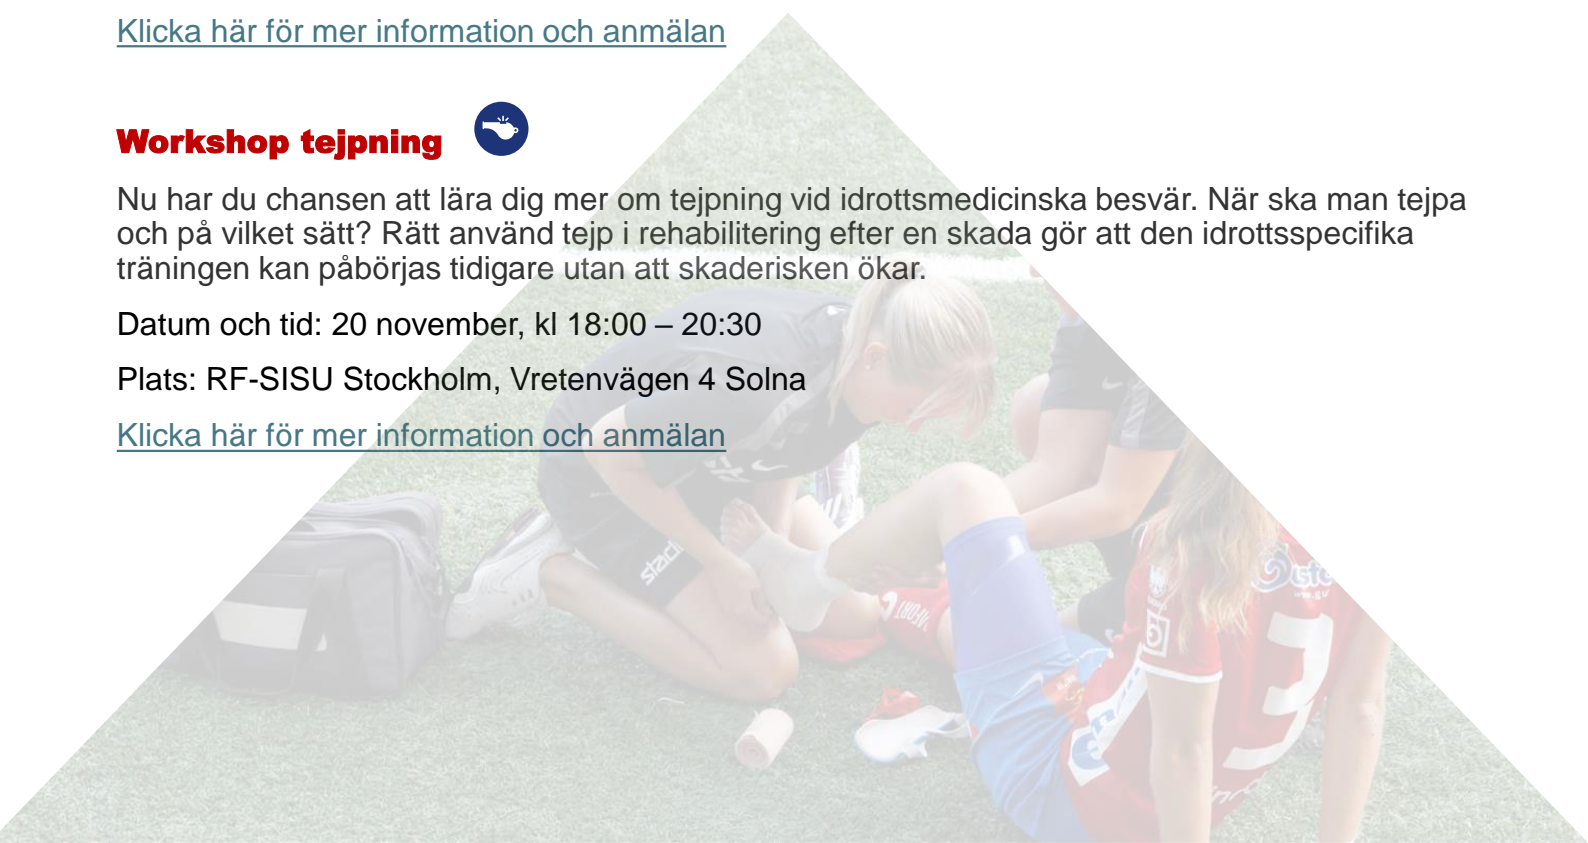 Klicka här för mer information och anmälan
Workshop tejpning
Nu har du chansen att lära dig mer om tejpning vid idrottsmedicinska besvär. När ska man tejpa
och på vilket sätt? Rätt använd tejp i rehabilitering efter en skada gör att den idrottsspecifika
träningen kan påbörjas tidigare utan att skaderisken ökar.
Datum och tid: 20 november, kl 18:00 – 20:30
Plats: RF-SISU Stockholm, Vretenvägen 4 Solna
Klicka här för mer information och anmälan
3